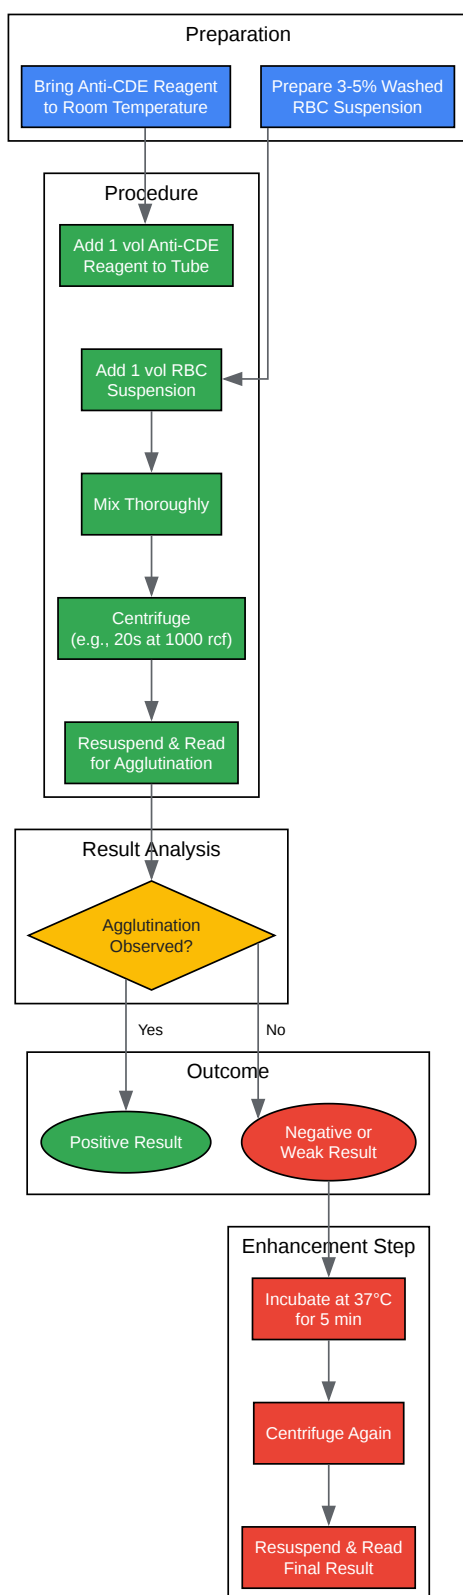 Preparation
Bring Anti-CDE Reagent
to Room Temperature
Prepare 3-5% Washed
RBC Suspension
Procedure
Add 1 vol Anti-CDE
Reagent to Tube
Add 1 vol RBC
Suspension
Mix Thoroughly
Centrifuge
(e.g., 20s at 1000 rcf)
Resuspend & Read
for Agglutination
Result Analysis
Agglutination
Observed?
Yes
No
Outcome
Positive Result
Negative or
Weak Result
Enhancement Step
Incubate at 37°C
for 5 min
Centrifuge Again
Resuspend & Read
Final Result